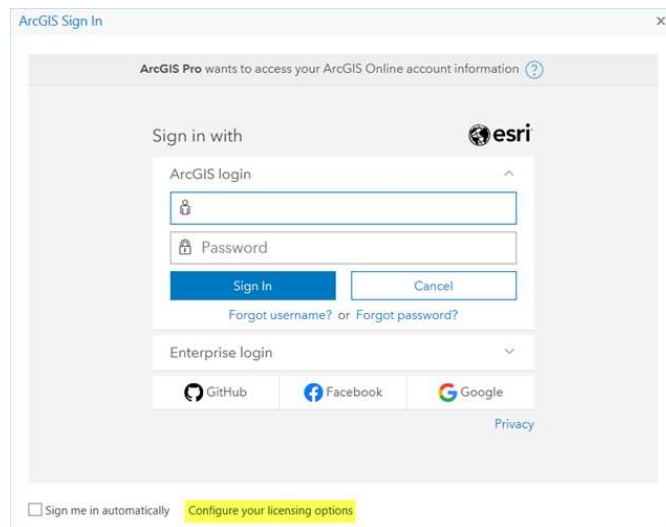 ArcGIS Sign In
ArcGIS Pro wants to access your ArcGIS Online account information ?
Sign in with
esri
ArcGIS login
Password
Sign In Cancel
Forgot username? or Forgot password?
Enterprise login
GitHub Facebook Google
Privacy
Sign me in automatically Configure your licensing options